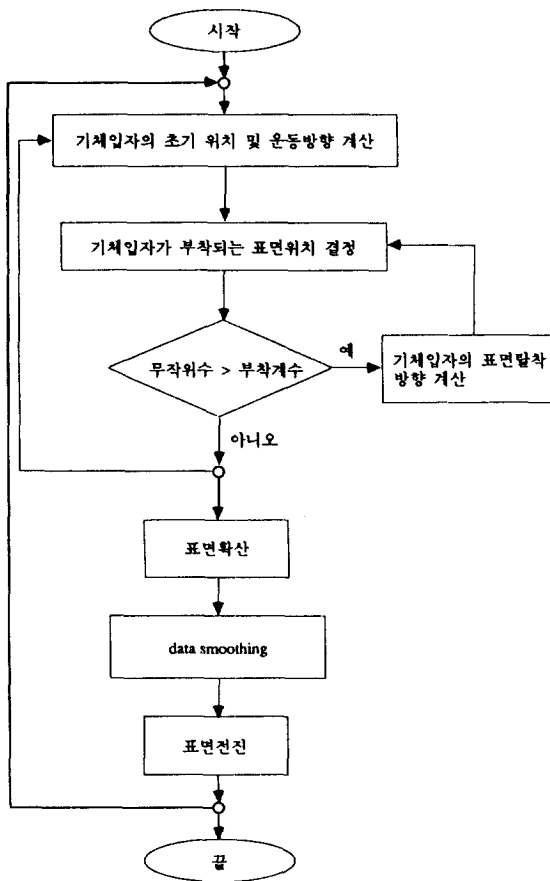 시작
기체입자의 초기 위치 및 운동방향 계산
기체입자가 부착되는 표면위치 결정
무작위수 > 부착계수
예
기체입자의 표면탈착
방향 계산
아니오
표면확산
data smoothing
표면전진
끝